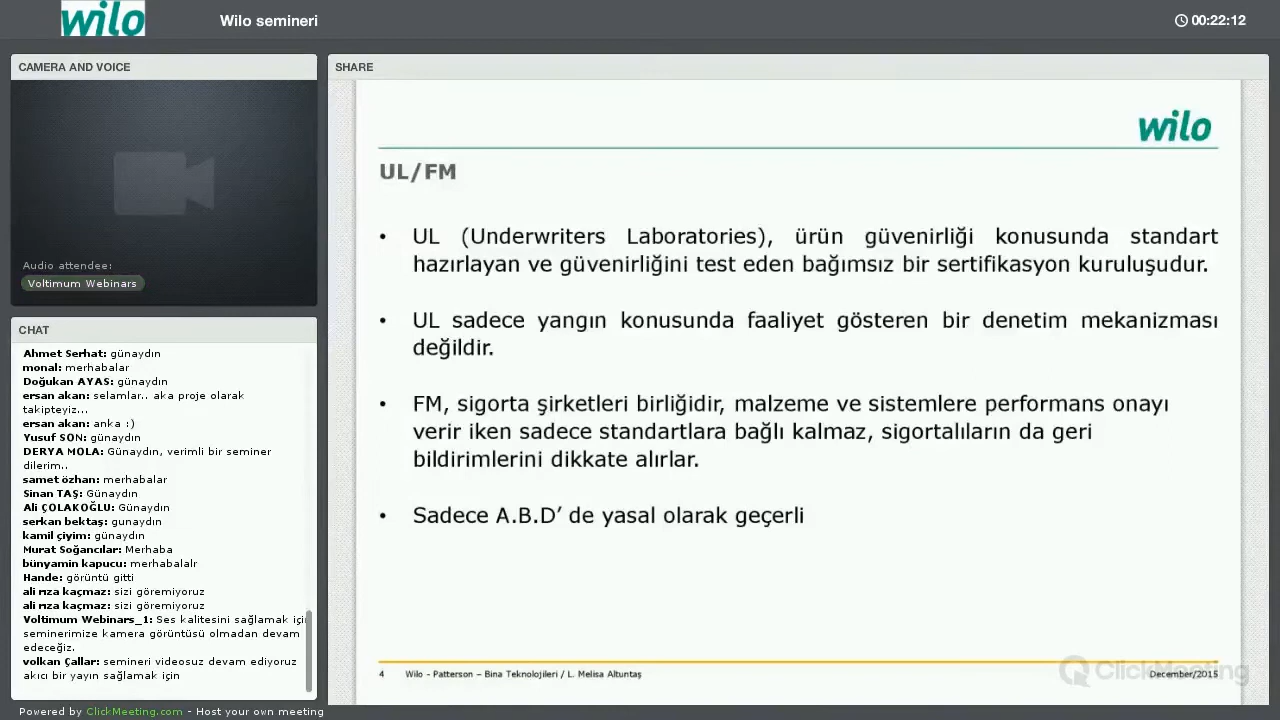 wilo
Wilo semineri
00:22:12
CAMERA AND VOICE
Audio attendee:
Voltimum Webinars
CHAT
Ahmet Serhat: günaydın
monal: merhabalar
Doğukan AYAS: günaydın
ersan akan: selamlar.. aka proje olarak
takipteyiz...
ersan akan: anka :)
Yusuf SON: günaydın
DERYA MOLA: Günaydın, verimli bir seminer
dilerim..
samet özhan: merhabalar
Sinan TAŞ: Günaydın
Ali ÇOLAKOĞLU: Günaydın
serkan bektaş: gunaydın
kamil çiyim: günaydın
Murat Soğancılar: Merhaba
bünyamin kapucu: merhabalalr
Hande: görüntü gitti
ali rıza kaçmaz: sizi göremiyoruz
ali rıza kaçmaz: sizi göremiyoruz
Voltimum Webinars_1: Ses kalitesini sağlamak içi
seminerimize kamera görüntüsü olmadan devam
edeceğiz.
volkan Çallar: semineri videosuz devam ediyoruz
akıcı bir yayın sağlamak için
SHARE
wilo
UL/FM
• UL (Underwriters Laboratories), ürün güvenirliği konusunda standart
hazırlayan ve güvenirliğini test eden bağımsız bir sertifikasyon kuruluşudur.
• UL sadece yangın konusunda faaliyet gösteren bir denetim mekanizması
değildir.
• FM, sigorta şirketleri birliğidir, malzeme ve sistemlere performans onayı
verir iken sadece standartlara bağlı kalmaz, sigortalıların da geri
bildirimlerini dikkate alırlar.
• Sadece A.B.D’ de yasal olarak geçerli
4 Wilo - Patterson – Bina Teknolojileri / L. Melisa Altuntaş
December/2015
ClickMeeting
Powered by ClickMeeting.com - Host your own meeting